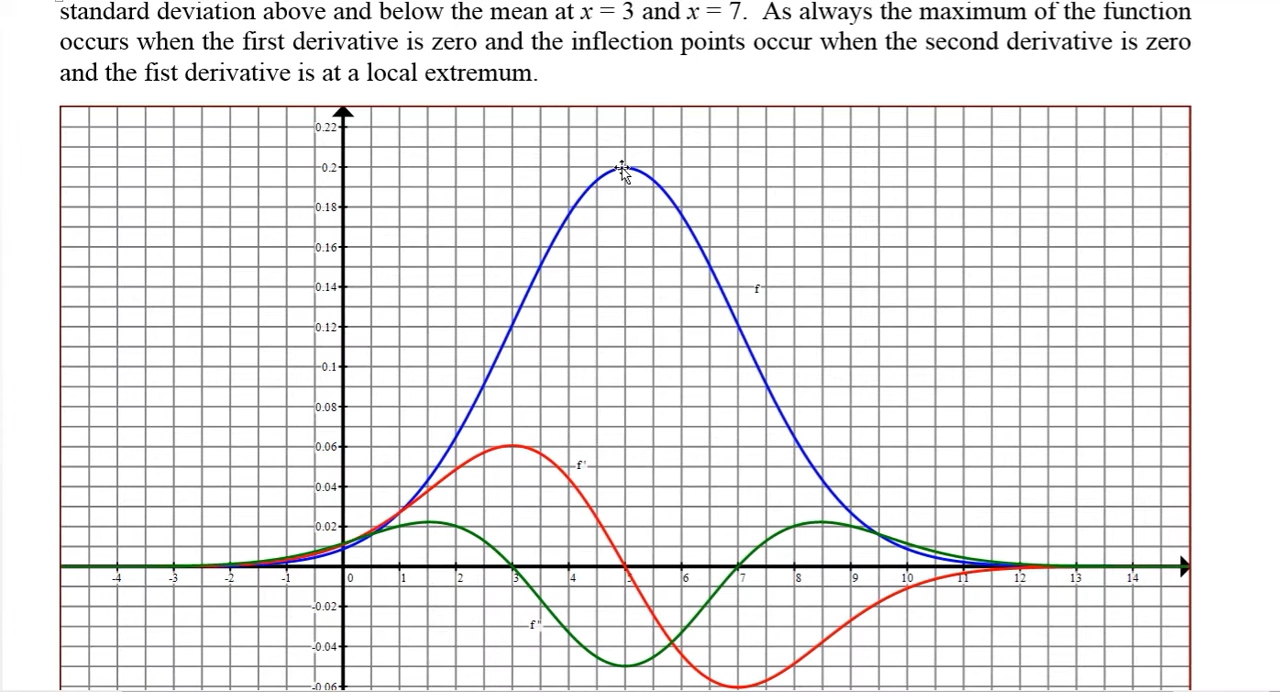 standard deviation above and below the mean at x = 3 and x = 7. As always the maximum of the function
occurs when the first derivative is zero and the inflection points occur when the second derivative is zero
and the fist derivative is at a local extremum.
0.22
0.2
0.18
0.16
0.14
f
0.12
0.1
0.08
0.06
f'
0.04
0.02
-4 -3 -2 -1 0 1 2 3 4 6 7 8 9 10 11 12 13 14
-0.02
f"
-0.04
-0.06